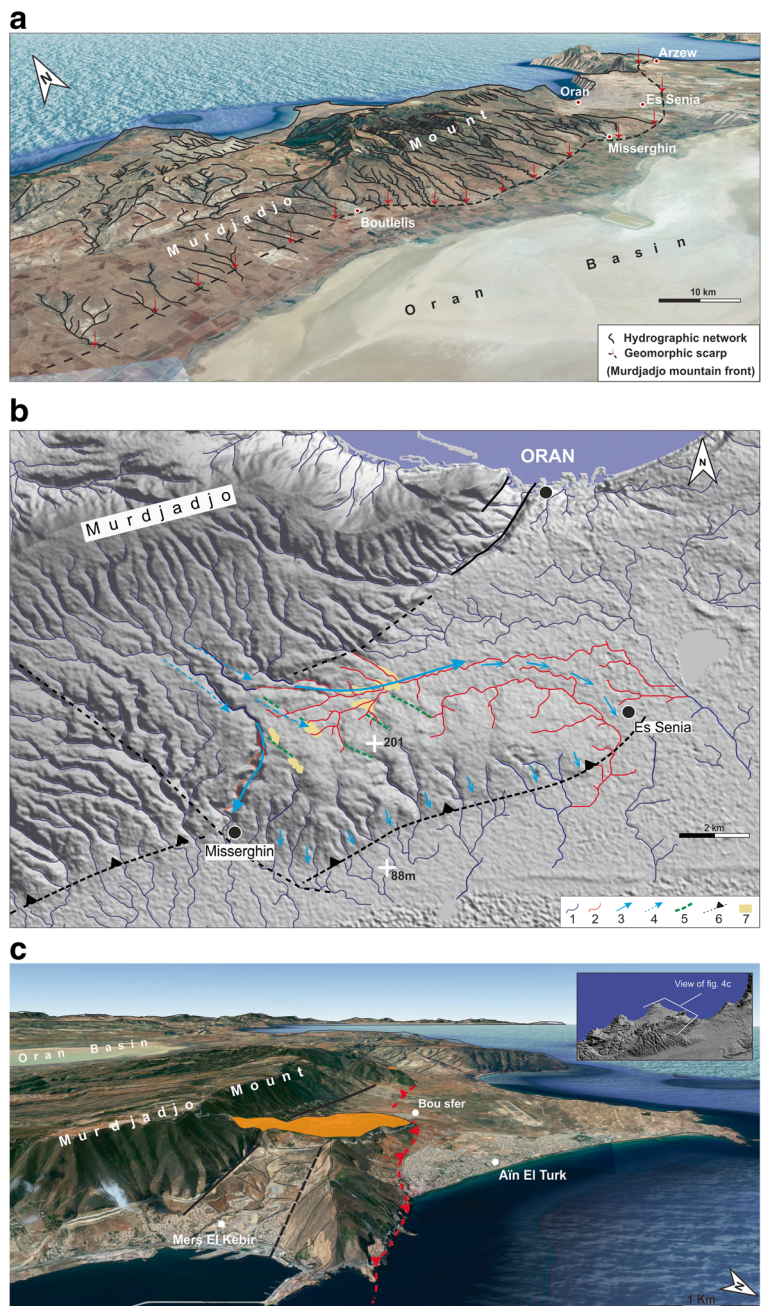 a
N
Arzew
Oran
Es Senia
Misserghin
Mount
Murdjadjo
Boutlelis
Oran Basin
10 km
Hydrographic network
Geomorphic scarp
(Murdjadjo mountain front)
b
ORAN
N
Murdjadjo
Es Senia
201
2 km
Misserghin
88m
1 2 3 4 5 6 7
c
View of fig. 4c
Oran Basin
Murdjadjo Mount
Bou sfer
Aïn El Turk
Mers El Kebir
N
1 Km